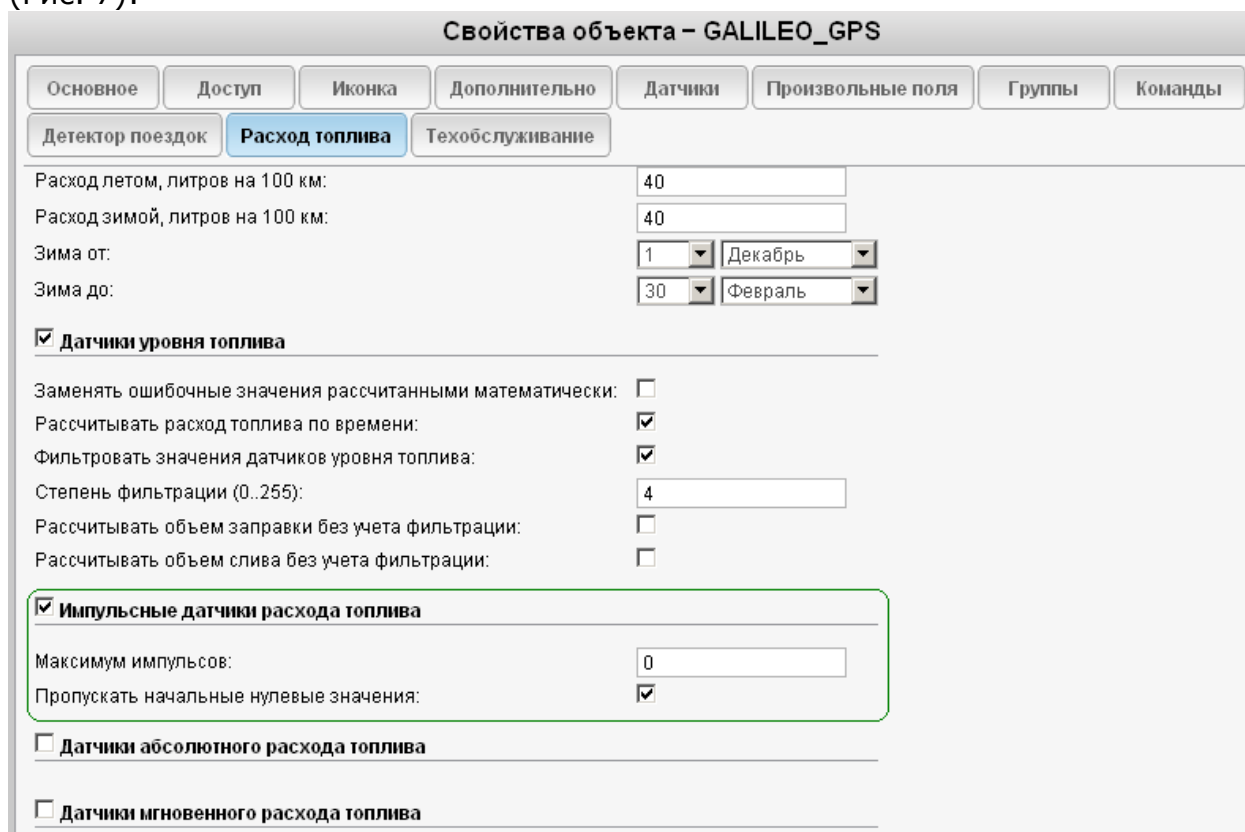 (Рис. 7).
Свойства объекта – GALILEO_GPS
Основное Доступ Иконка Дополнительно Датчики Произвольные поля Группы Команды
Детектор поездок Расход топлива Техобслуживание
Расход летом, литров на 100 км: 40
Расход зимой, литров на 100 км: 40
Зима от: 1 Декабрь
Зима до: 30 Февраль
Датчики уровня топлива
Заменять ошибочные значения рассчитанными математически:
Рассчитывать расход топлива по времени:
Фильтровать значения датчиков уровня топлива:
Степень фильтрации (0..255): 4
Рассчитывать объем заправки без учета фильтрации:
Рассчитывать объем слива без учета фильтрации:
Импульсные датчики расхода топлива
Максимум импульсов: 0
Пропускать начальные нулевые значения:
Датчики абсолютного расхода топлива
Датчики мгновенного расхода топлива